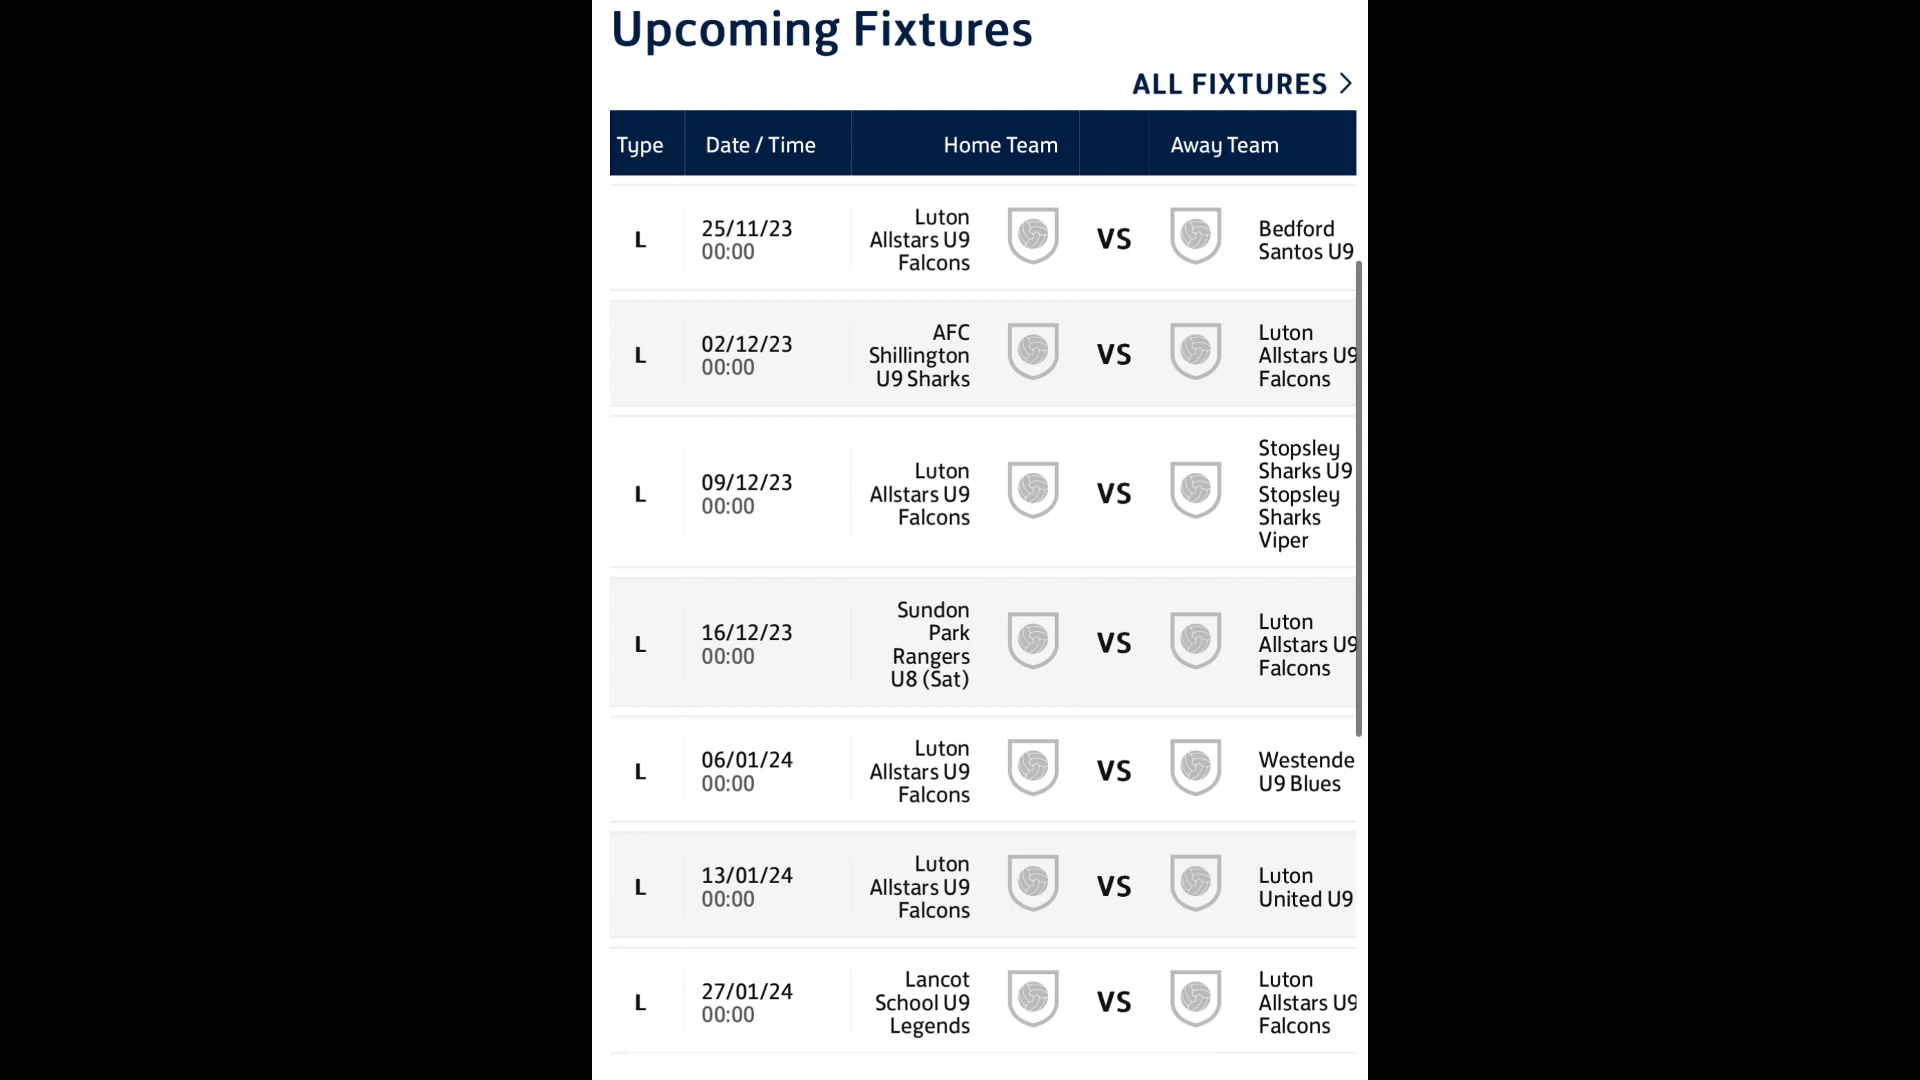 Upcoming Fixtures
ALL FIXTURES
Type Date / Time Home Team Away Team
L
25/11/23
00:00
Luton
Allstars U9
Falcons
VS
Bedford
Santos U9
L
02/12/23
00:00
AFC
Shillington
U9 Sharks
VS
Luton
Allstars U9
Falcons
L
09/12/23
00:00
Luton
Allstars U9
Falcons
VS
Stopsley
Sharks U9
Stopsley
Sharks
Viper
L
16/12/23
00:00
Sundon
Park
Rangers
U8 (Sat)
VS
Luton
Allstars U9
Falcons
L
06/01/24
00:00
Luton
Allstars U9
Falcons
VS
Westende
U9 Blues
L
13/01/24
00:00
Luton
Allstars U9
Falcons
VS
Luton
United U9
L
27/01/24
00:00
Lancot
School U9
Legends
VS
Luton
Allstars U9
Falcons